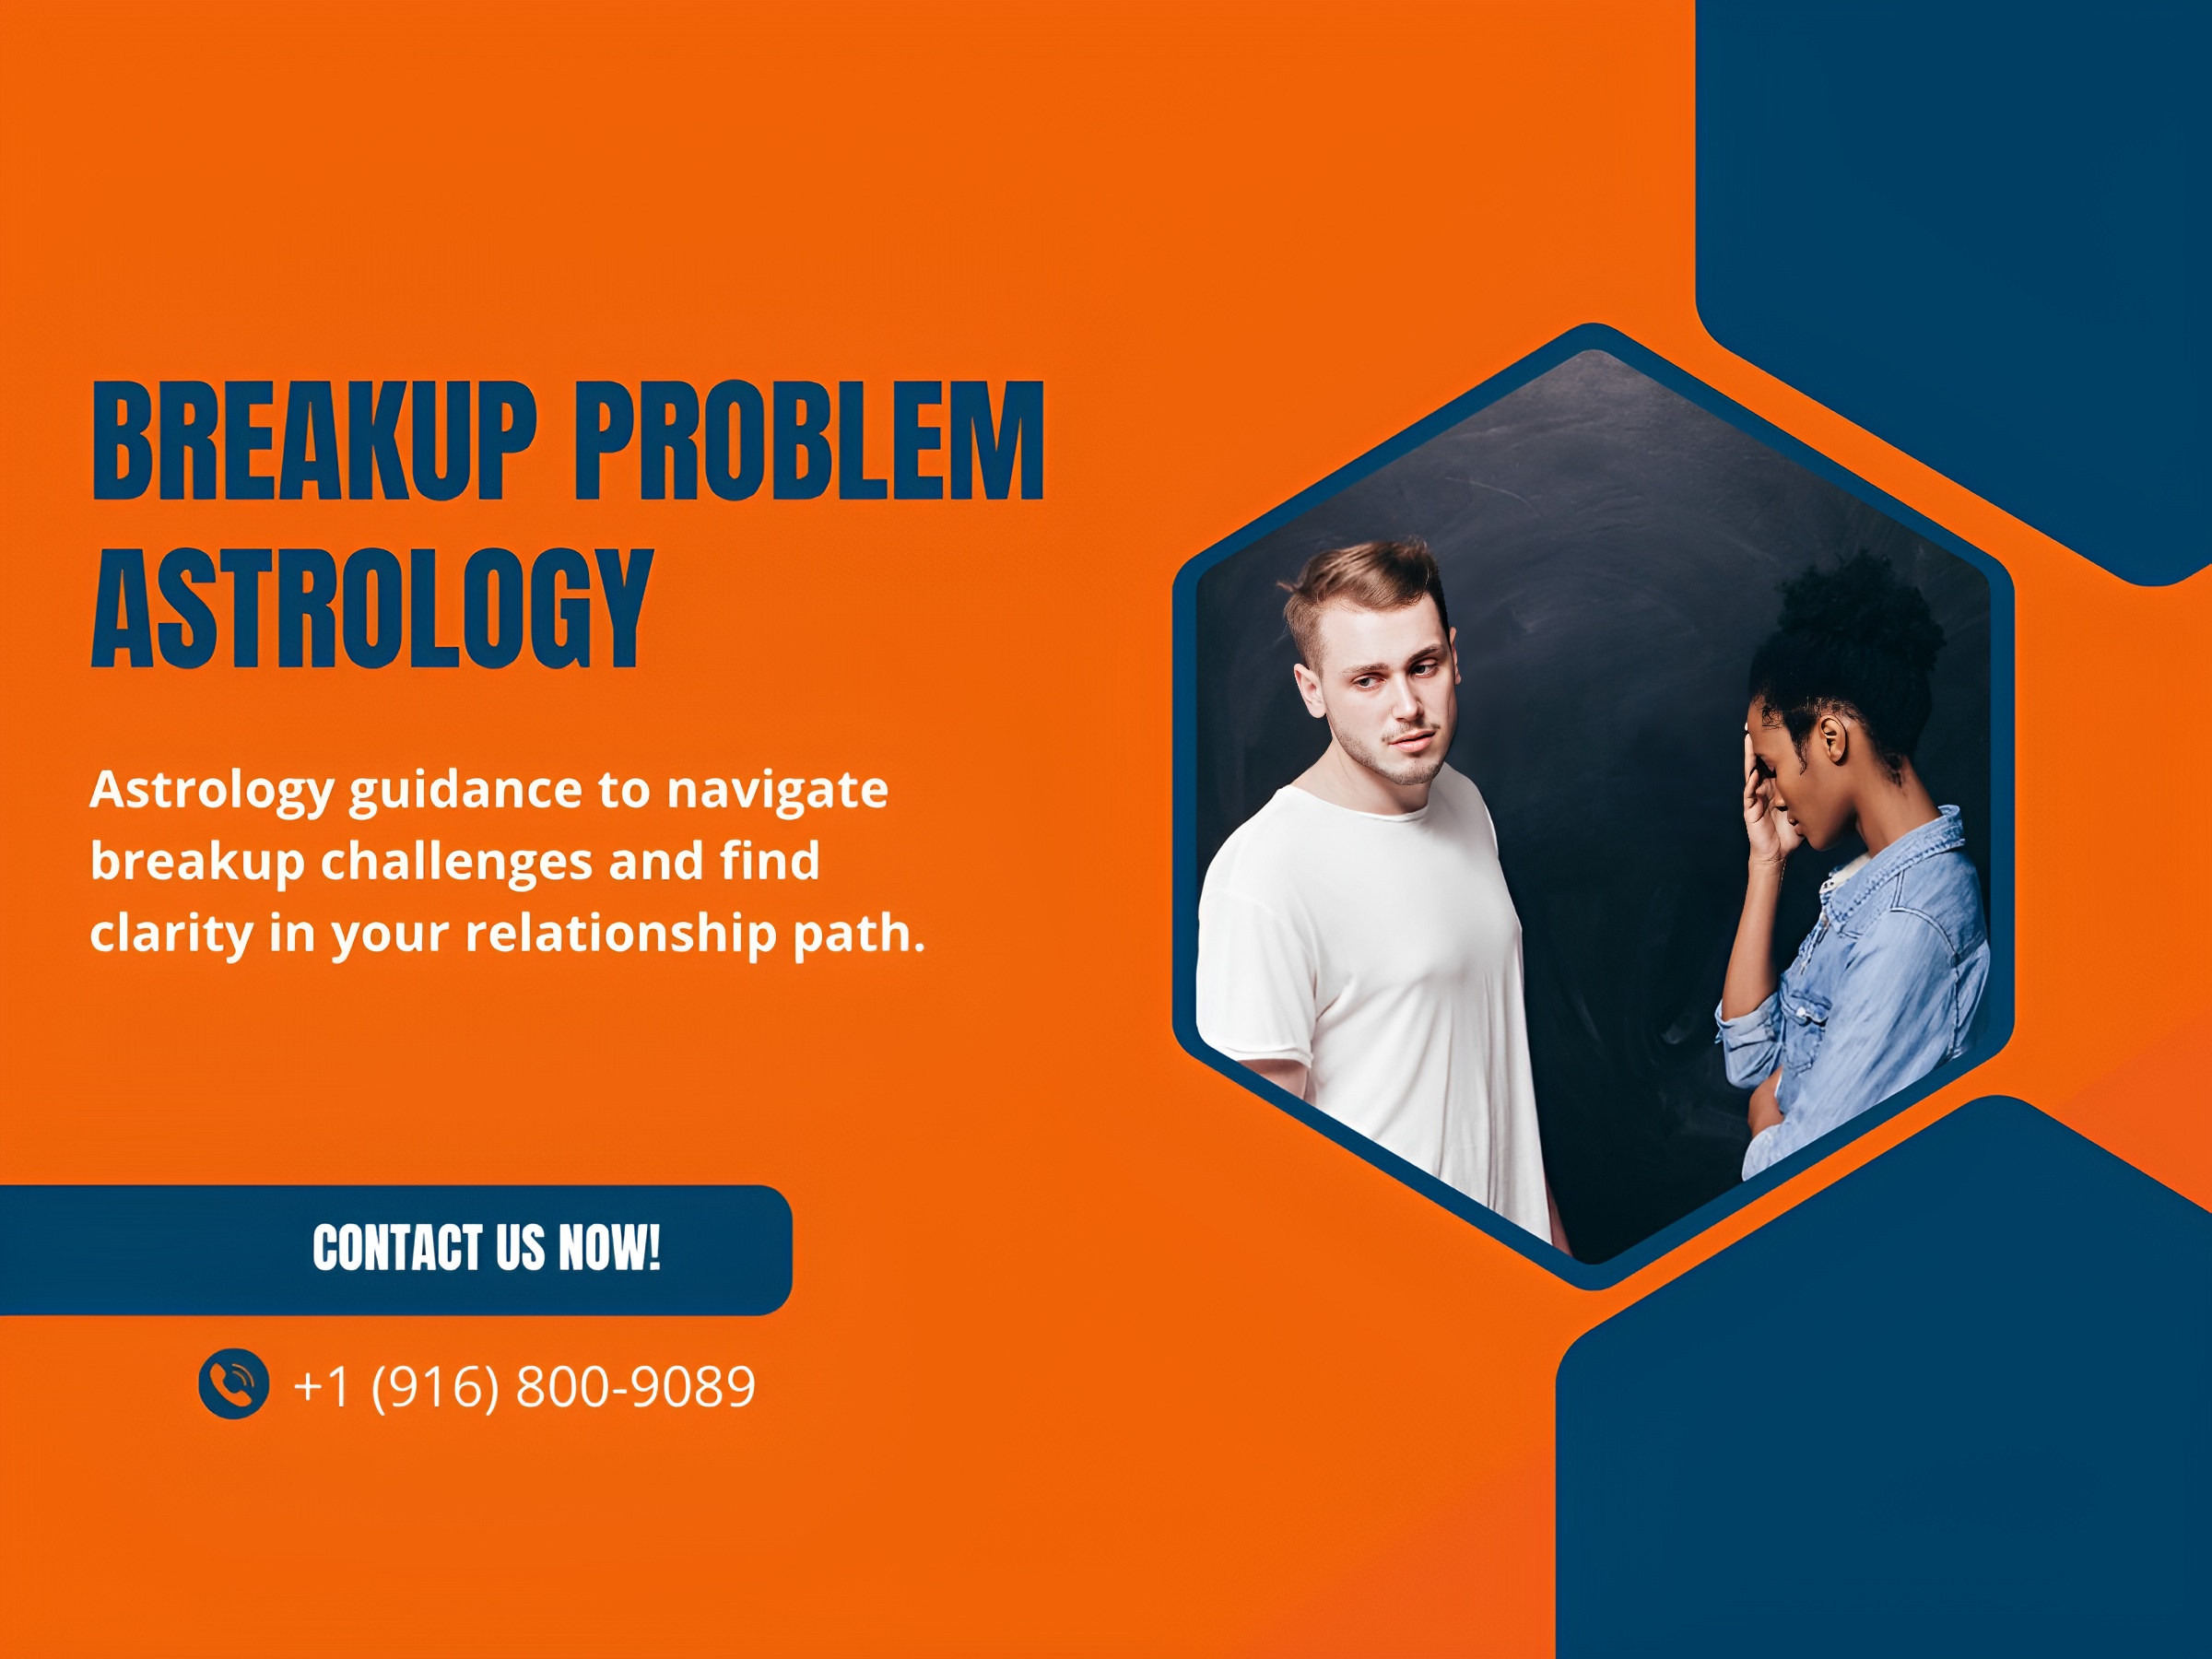 BREAKUP PROBLEM
ASTROLOGY
Astrology guidance to navigate
breakup challenges and find
clarity in your relationship path.
CONTACT US NOW!
+1 (916) 800-9089